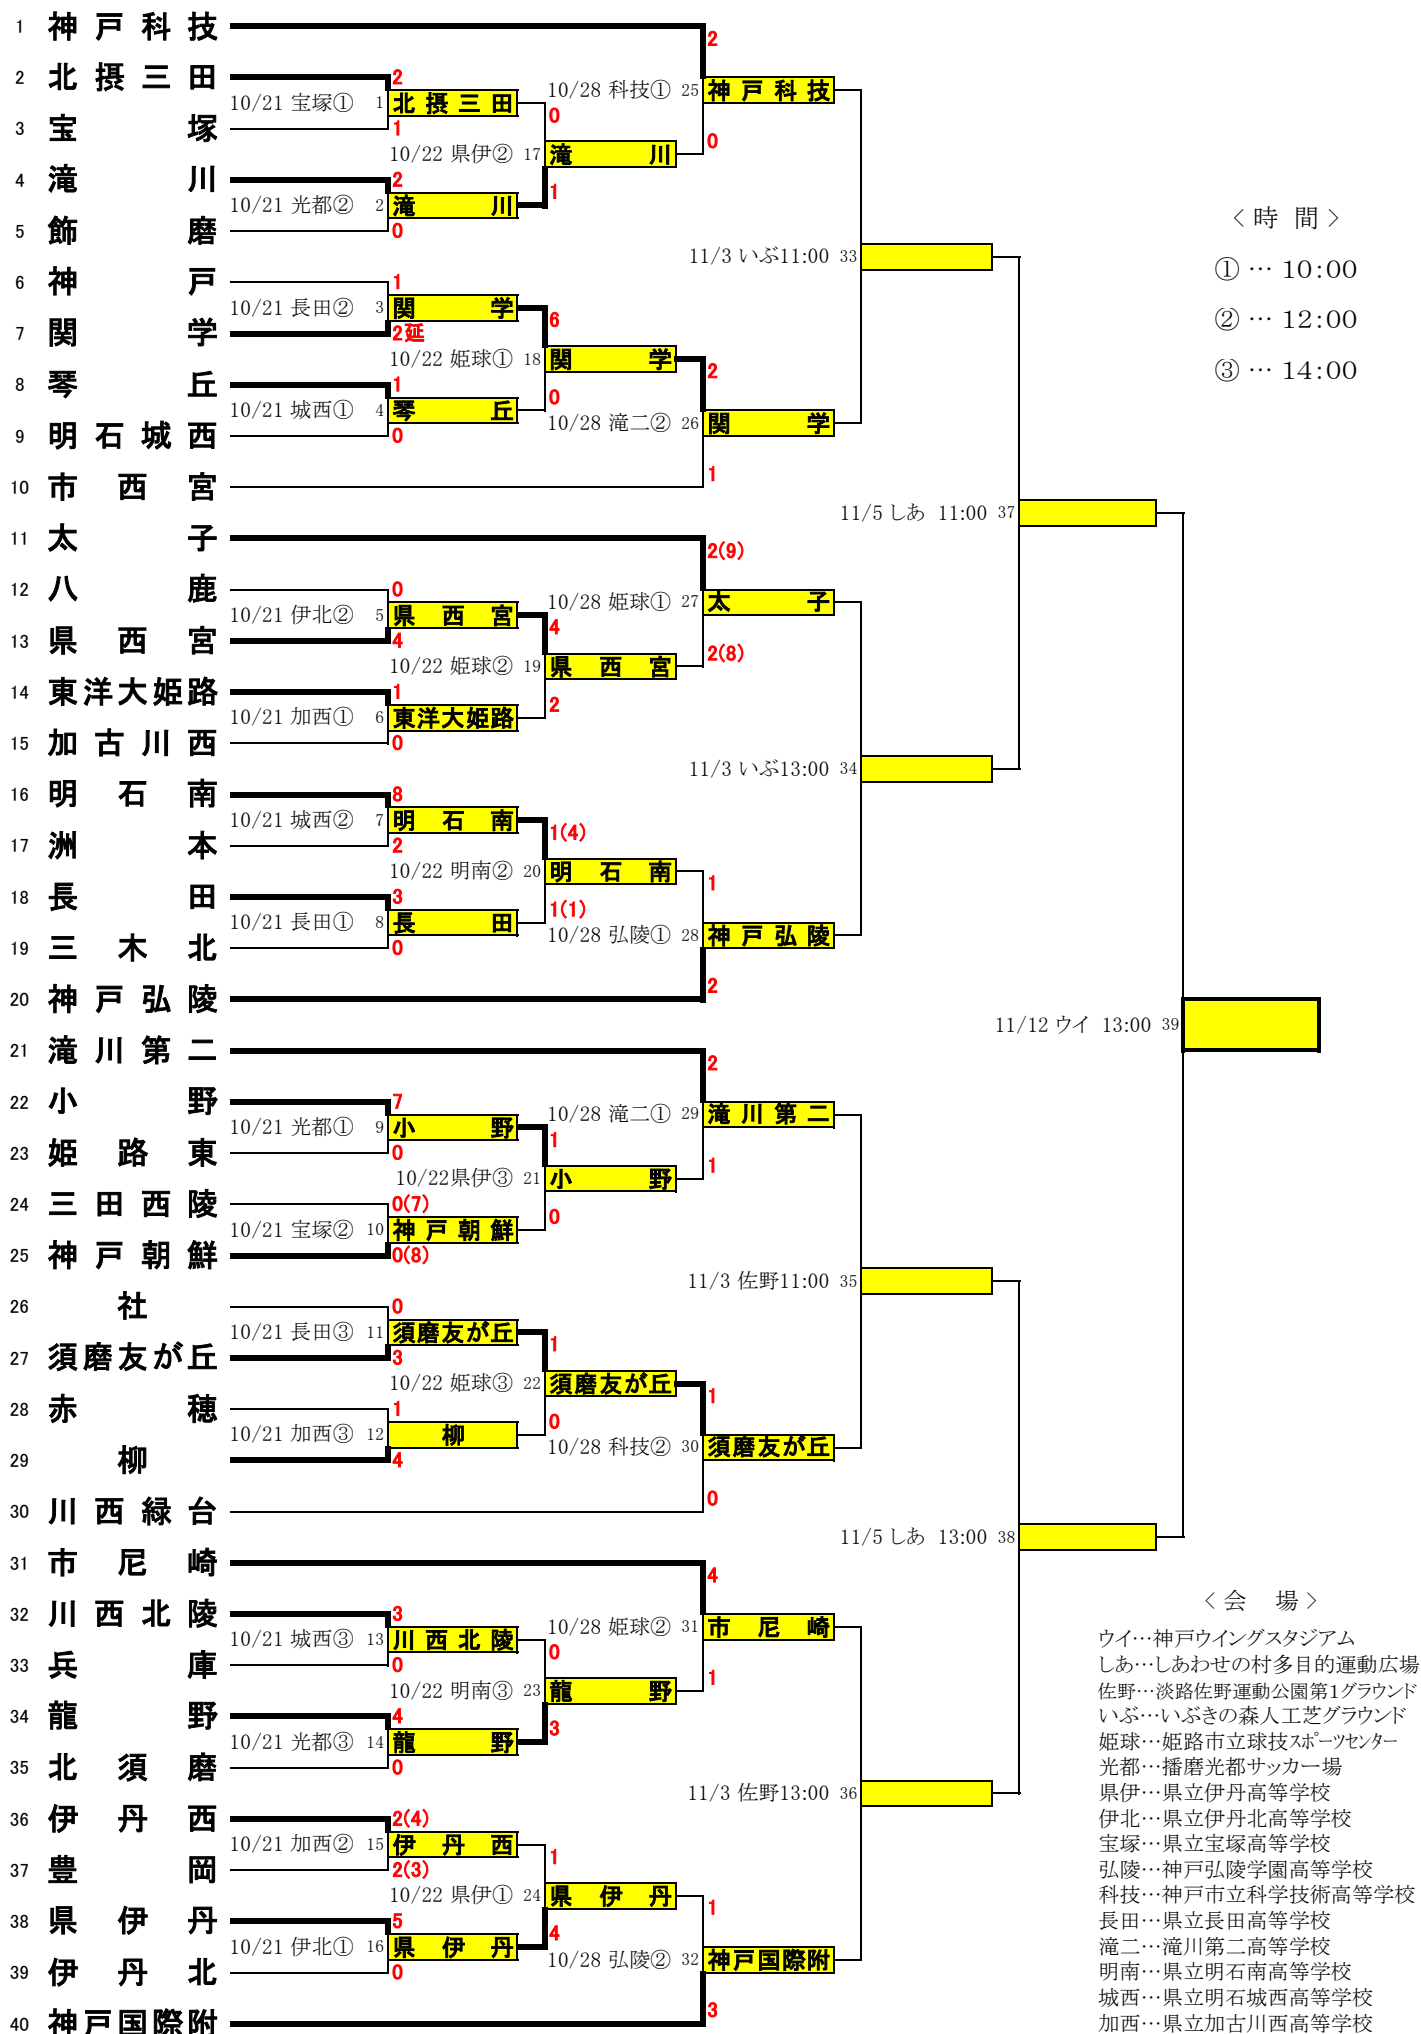 1 神戸科技
2
2 北摂三田
2
10/28 科技① 25 神戸科技
10/21 宝塚① 1 北摂三田
0
3 宝塚
1
0
10/22 県伊② 17 滝川
4 滝川
2
1
10/21 光都② 2 滝川
〈時 間〉
5 飾磨
0
11/3 いぶ11:00 33
① … 10:00
6 神戸
1
10/21 長田② 3 関学
6
② … 12:00
7 関学
2延
10/22 姫球① 18 関学
2
③ … 14:00
8 琴丘
1
0
10/21 城西① 4 琴丘
10/28 滝二② 26 関学
9 明石城西
0
1
10 市西宮
11/5 しあ 11:00 37
11 太子
2(9)
12 八鹿
0
10/28 姫球① 27 太子
10/21 伊北② 5 県西宮
4
13 県西宮
4
2(8)
10/22 姫球② 19 県西宮
14 東洋大姫路
1
2
10/21 加西① 6 東洋大姫路
15 加古川西
0
11/3 いぶ13:00 34
16 明石南
8
10/21 城西② 7 明石南
1(4)
17 洲本
2
10/22 明南② 20 明石南
1
18 長田
3
1(1)
10/21 長田① 8 長田
10/28 弘陵① 28 神戸弘陵
19 三木北
0
2
20 神戸弘陵
11/12 ウイ 13:00 39
21 滝川第二
2
22 小野
7
10/28 滝二① 29 滝川第二
10/21 光都① 9 小野
1
23 姫路東
0
1
10/22県伊③ 21 小野
24 三田西陵
0(7)
0
10/21 宝塚② 10 神戸朝鮮
25 神戸朝鮮
0(8)
11/3 佐野11:00 35
26 社
0
10/21 長田③ 11 須磨友が丘
1
27 須磨友が丘
3
10/22 姫球③ 22 須磨友が丘
1
28 赤穂
1
0
10/21 加西③ 12 柳
10/28 科技② 30 須磨友が丘
29 柳
4
0
30 川西緑台
11/5 しあ 13:00 38
31 市尼崎
4
〈会 場〉
32 川西北陵
3
10/28 姫球② 31 市尼崎
10/21 城西③ 13 川西北陵
0
ウイ…神戸ウイングスタジアム
33 兵庫
0
1
しあ…しあわせの村多目的運動広場
10/22 明南③ 23 龍野
佐野…淡路佐野運動公園第1グラウンド
34 龍野
4
3
いぶ…いぶきの森人工芝グラウンド
10/21 光都③ 14 龍野
姫球…姫路市立球技スポーツセンター
35 北須磨
0
光都…播磨光都サッカー場
11/3 佐野13:00 36
県伊…県立伊丹高等学校
36 伊丹西
2(4)
伊北…県立伊丹北高等学校
10/21 加西② 15 伊丹西
1
宝塚…県立宝塚高等学校
37 豊岡
2(3)
弘陵…神戸弘陵学園高等学校
10/22 県伊① 24 県伊丹
1
科技…神戸市立科学技術高等学校
38 県伊丹
5
4
長田…県立長田高等学校
10/21 伊北① 16 県伊丹
10/28 弘陵② 32 神戸国際附
滝二…滝川第二高等学校
39 伊丹北
0
明南…県立明石南高等学校
城西…県立明石城西高等学校
3
40 神戸国際附
加西…県立加古川西高等学校